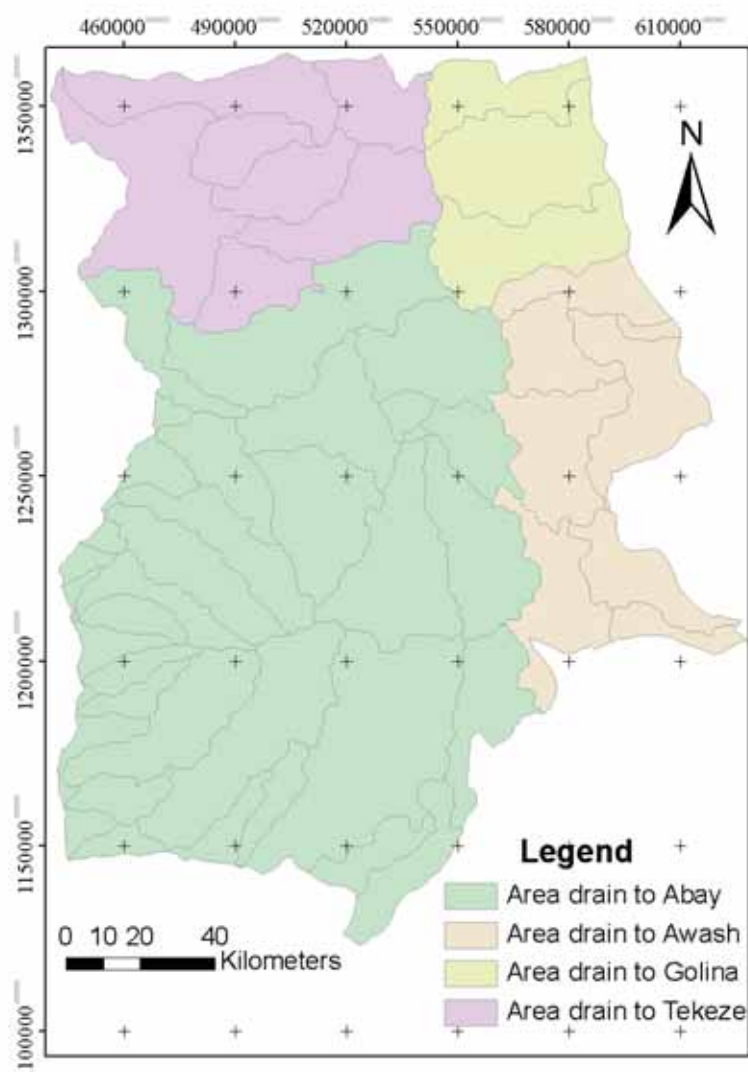 460000 490000 520000 550000 580000 610000
1350000
N
1300000
1250000
1200000
1150000
Legend
Area drain to Abay
Area drain to Awash
0 10 20 40
Kilometers
Area drain to Golina
Area drain to Tekeze